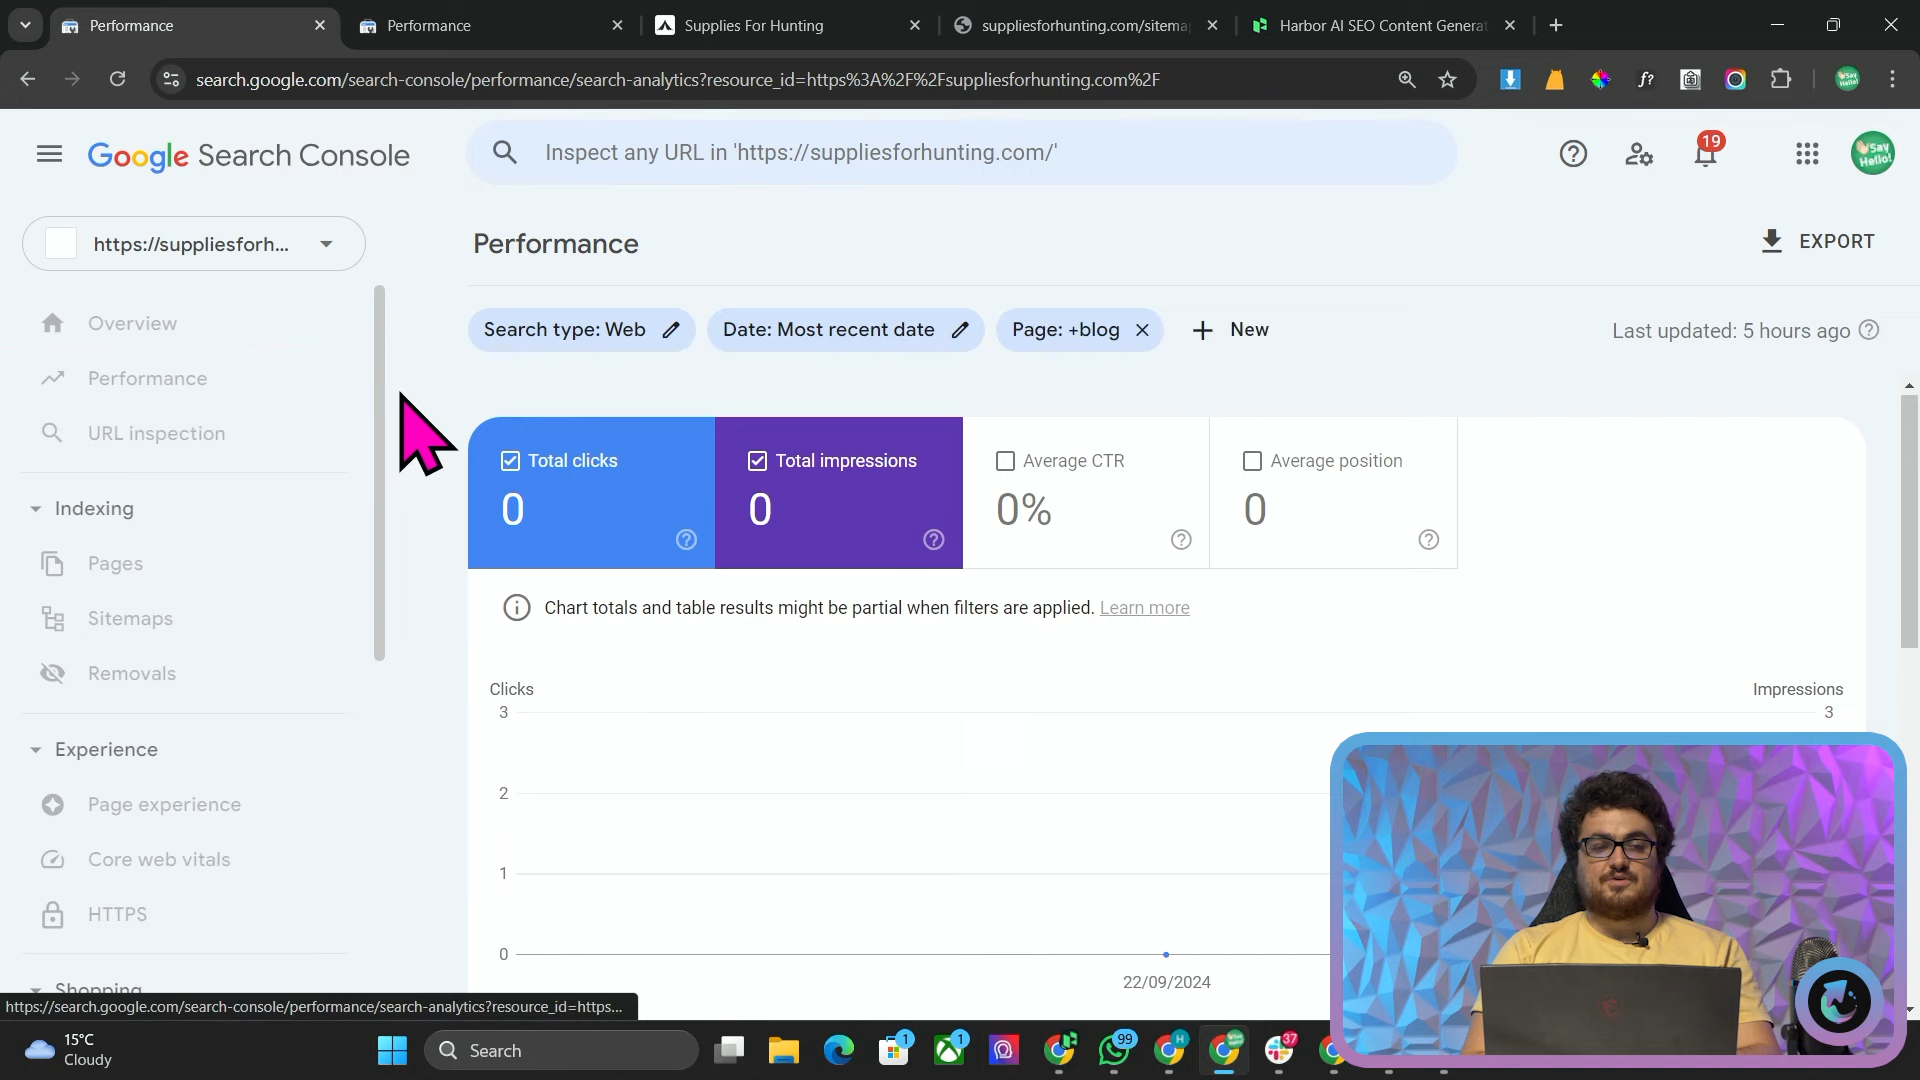 Performance
Performance
Supplies For Hunting
suppliesforhunting.com/sitema
Harbor AI SEO Content Generat
search.google.com/search-console/performance/search-analytics?resource_id=https%3A%2F%2Fsuppliesforhunting.com%2F
f?
Google Search Console
Inspect any URL in 'https://suppliesforhunting.com/'
19
Say
Hello!
https://suppliesforh...
Performance
EXPORT
Search type: Web
Date: Most recent date
Page: +blog
New
Last updated: 5 hours ago
Overview
Performance
URL inspection
Indexing
Pages
Sitemaps
Removals
Experience
Page experience
Core web vitals
HTTPS
Shopping
Total clicks
0
Total impressions
0
Average CTR
0%
Average position
0
Chart totals and table results might be partial when filters are applied. Learn more
Clicks
Impressions
3
3
2
1
0
22/09/2024
https://search.google.com/search-console/performance/search-analytics?resource_id=https...
15°C
Cloudy
Search
1
1
99
H
37